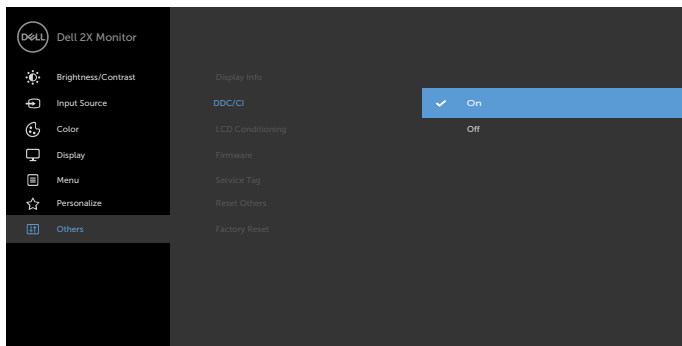 DELL Dell 2X Monitor
Brightness/Contrast
Input Source
Color
Display
Menu
Personalize
Others
Display Info
DDC/CI
LCD Conditioning
Firmware
Service Tag
Reset Others
Factory Reset
On
Off